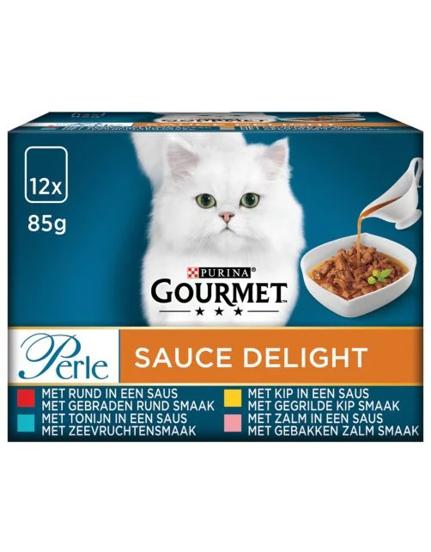 12x
85g
PURINA®
GOURMET™
Perle
SAUCE DELIGHT
MET RUND IN EEN SAUS
MET GEBRADEN RUND SMAAK
MET TONIJN IN EEN SAUS
MET ZEEVRUCHTENSMAAK
MET KIP IN EEN SAUS
MET GEGRILDE KIP SMAAK
MET ZALM IN EEN SAUS
MET GEBAKKEN ZALM SMAAK